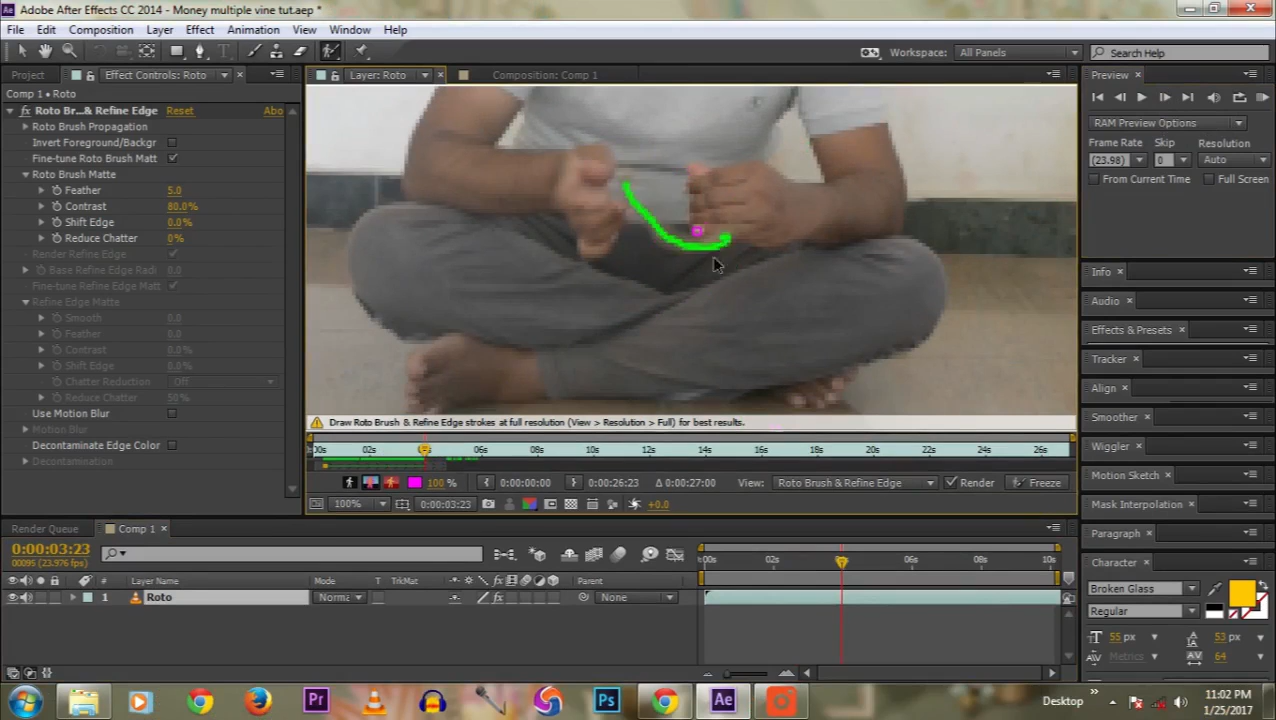 Adobe After Effects CC 2014 - Money multiple vine tut.aep *
File Edit Composition Layer Effect Animation View Window Help
Workspace: All Panels Search Help
Project Effect Controls: Roto Layer: Roto Composition: Comp 1 Preview
Comp 1 • Roto
fx Roto Br...& Refine Edge Reset Abo
Roto Brush Propagation
Invert Foreground/Backgr
Fine-tune Roto Brush Matt
Roto Brush Matte
Feather 5.0
Contrast 80.0%
Shift Edge 0.0%
Reduce Chatter 0%
Render Refine Edge
Base Refine Edge Radi 0.0
Fine-tune Refine Edge Matt
Refine Edge Matte
Smooth 0.0
Feather 0.0
Contrast 0.0%
Shift Edge 0.0%
Chatter Reduction Off
Reduce Chatter 50%
Use Motion Blur
Motion Blur
Decontaminate Edge Color
Decontamination
RAM Preview Options
Frame Rate Skip Resolution
(23.98) 0 Auto
From Current Time Full Screen
Info
Audio
Effects & Presets
Tracker
Align
Smoother
Wiggler
Motion Sketch
Mask Interpolation
Paragraph
Character
Broken Glass
Regular
55 px 53 px
Metrics 64
Draw Roto Brush & Refine Edge strokes at full resolution (View > Resolution > Full) for best results.
00s 02s 06s 08s 10s 12s 14s 16s 18s 20s 22s 24s 26s
100 % 0:00:00:00 0:00:26:23 Δ 0:00:27:00 View: Roto Brush & Refine Edge Render Freeze
100% 0:00:03:23 +0.0
Render Queue Comp 1
0:00:03:23
00095 (23.976 fps)
:00s 02s 06s 08s 10s
# Layer Name Mode T TrkMat fx Parent
1 Roto Norma fx None
Pr Ps Ae Desktop »
11:02 PM
1/25/2017